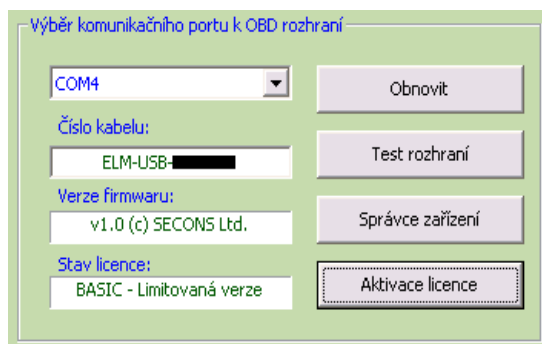 Výběr komunikačního portu k OBD rozhraní
COM4
Obnovit
Číslo kabelu:
ELM-USB-
Test rozhraní
Verze firmwaru:
v1.0 (c) SECONS Ltd.
Správce zařízení
Stav licence:
BASIC - Limitovaná verze
Aktivace licence